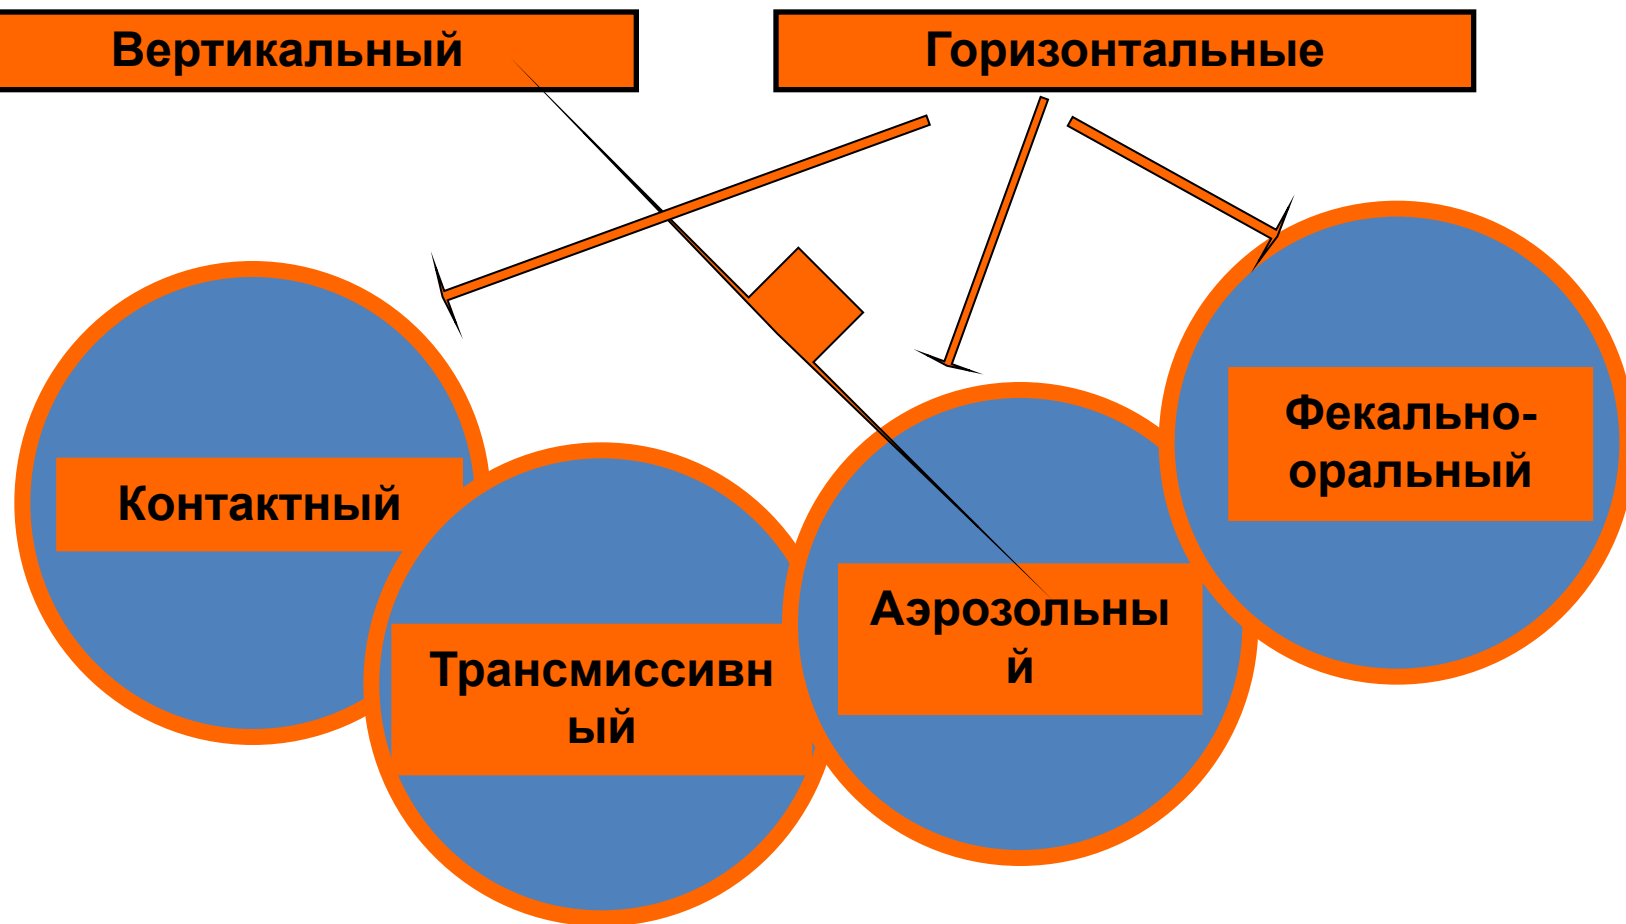 Вертикальный
Горизонтальные
Контактный
Трансмиссивн
ый
Аэрозольны
й
Фекально-
оральный